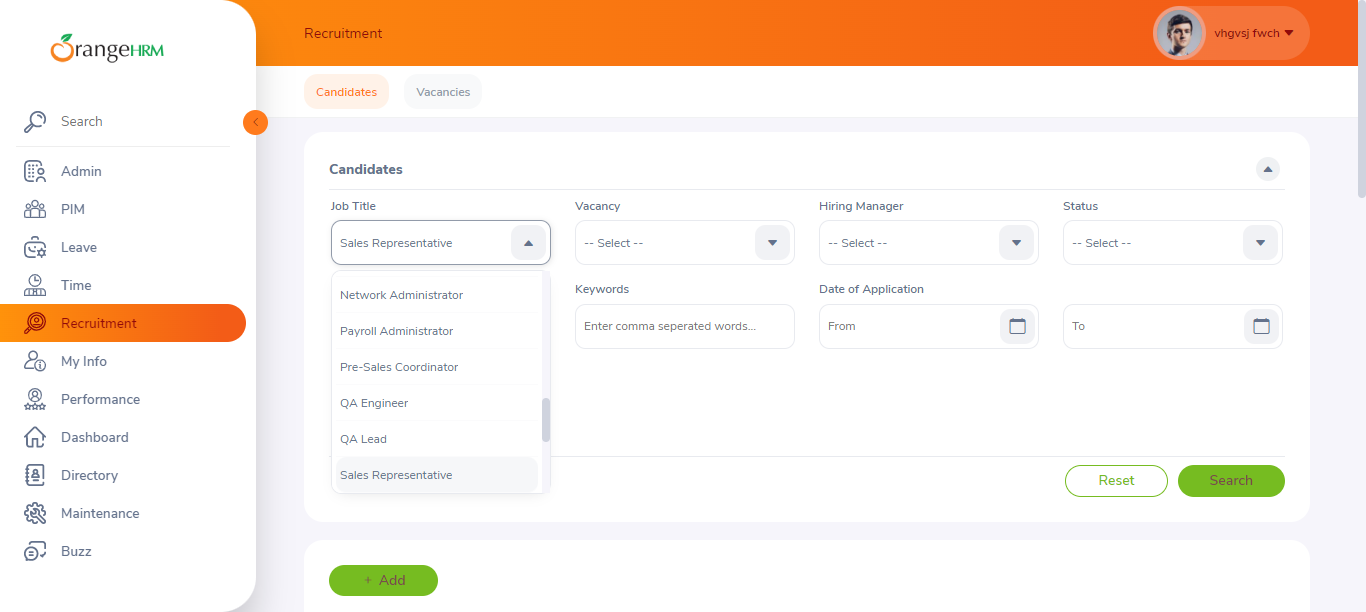 OrangeHRM
Recruitment
vhgvsj fwch
Candidates
Vacancies
Search
Admin
PIM
Leave
Time
Recruitment
My Info
Performance
Dashboard
Directory
Maintenance
Buzz
Candidates
Job Title
Vacancy
Hiring Manager
Status
Sales Representative
-- Select --
-- Select --
-- Select --
Network Administrator
Payroll Administrator
Pre-Sales Coordinator
QA Engineer
QA Lead
Sales Representative
Keywords
Date of Application
Enter comma seperated words...
From
To
Reset
Search
+ Add